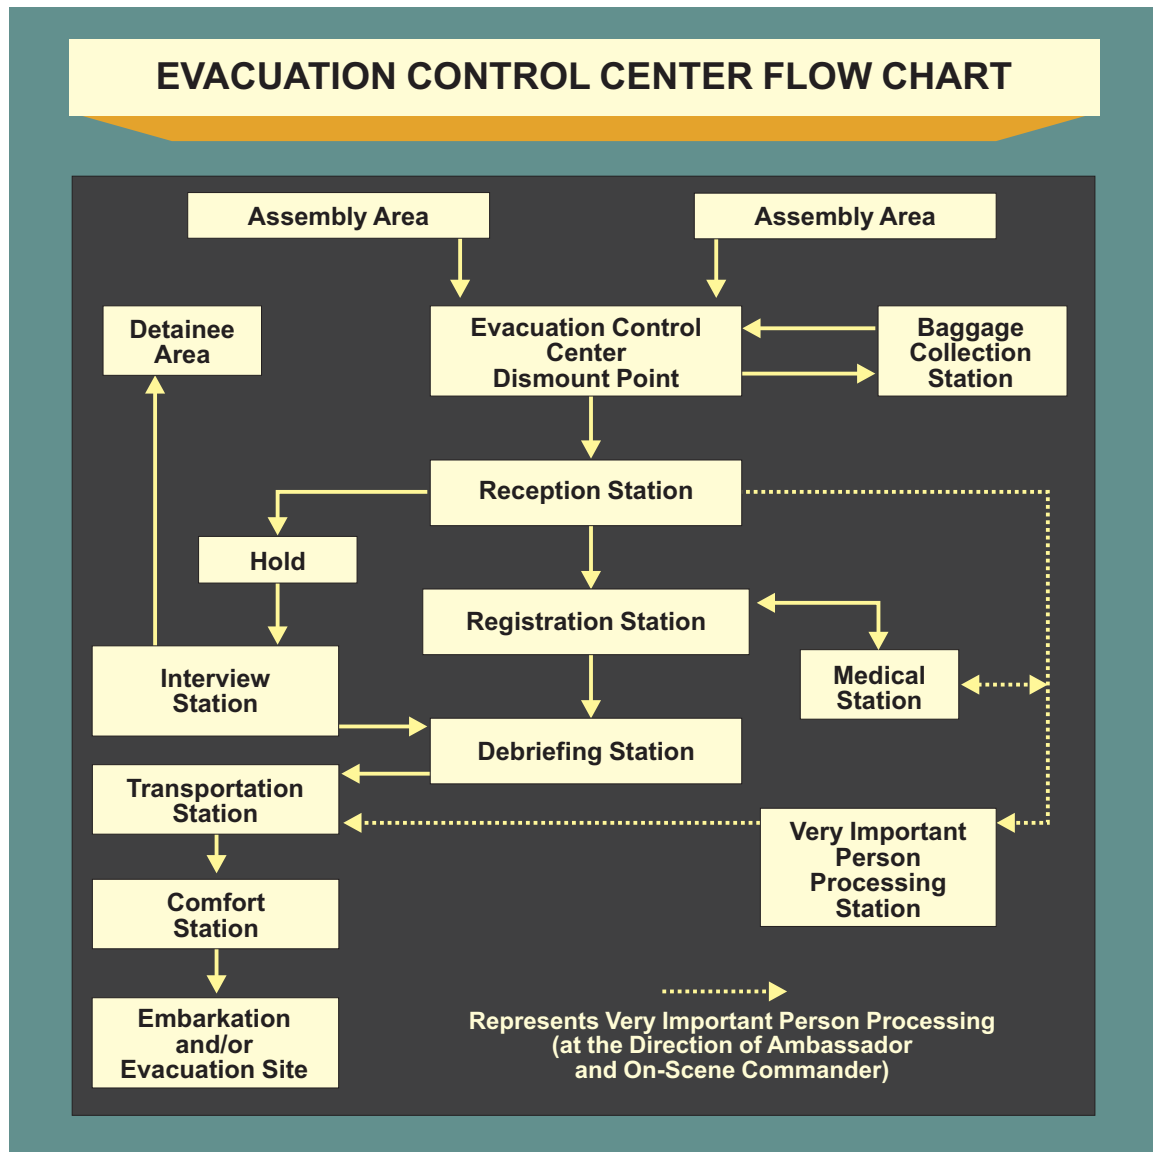 EVACUATION CONTROL CENTER FLOW CHART
Assembly Area
Assembly Area
Detainee
Area
Evacuation Control
Center
Dismount Point
Baggage
Collection
Station
Reception Station
Hold
Registration Station
Interview
Station
Medical
Station
Debriefing Station
Transportation
Station
Very Important
Person
Processing
Station
Comfort
Station
Embarkation
and/or
Evacuation Site
Represents Very Important Person Processing
(at the Direction of Ambassador
and On-Scene Commander)